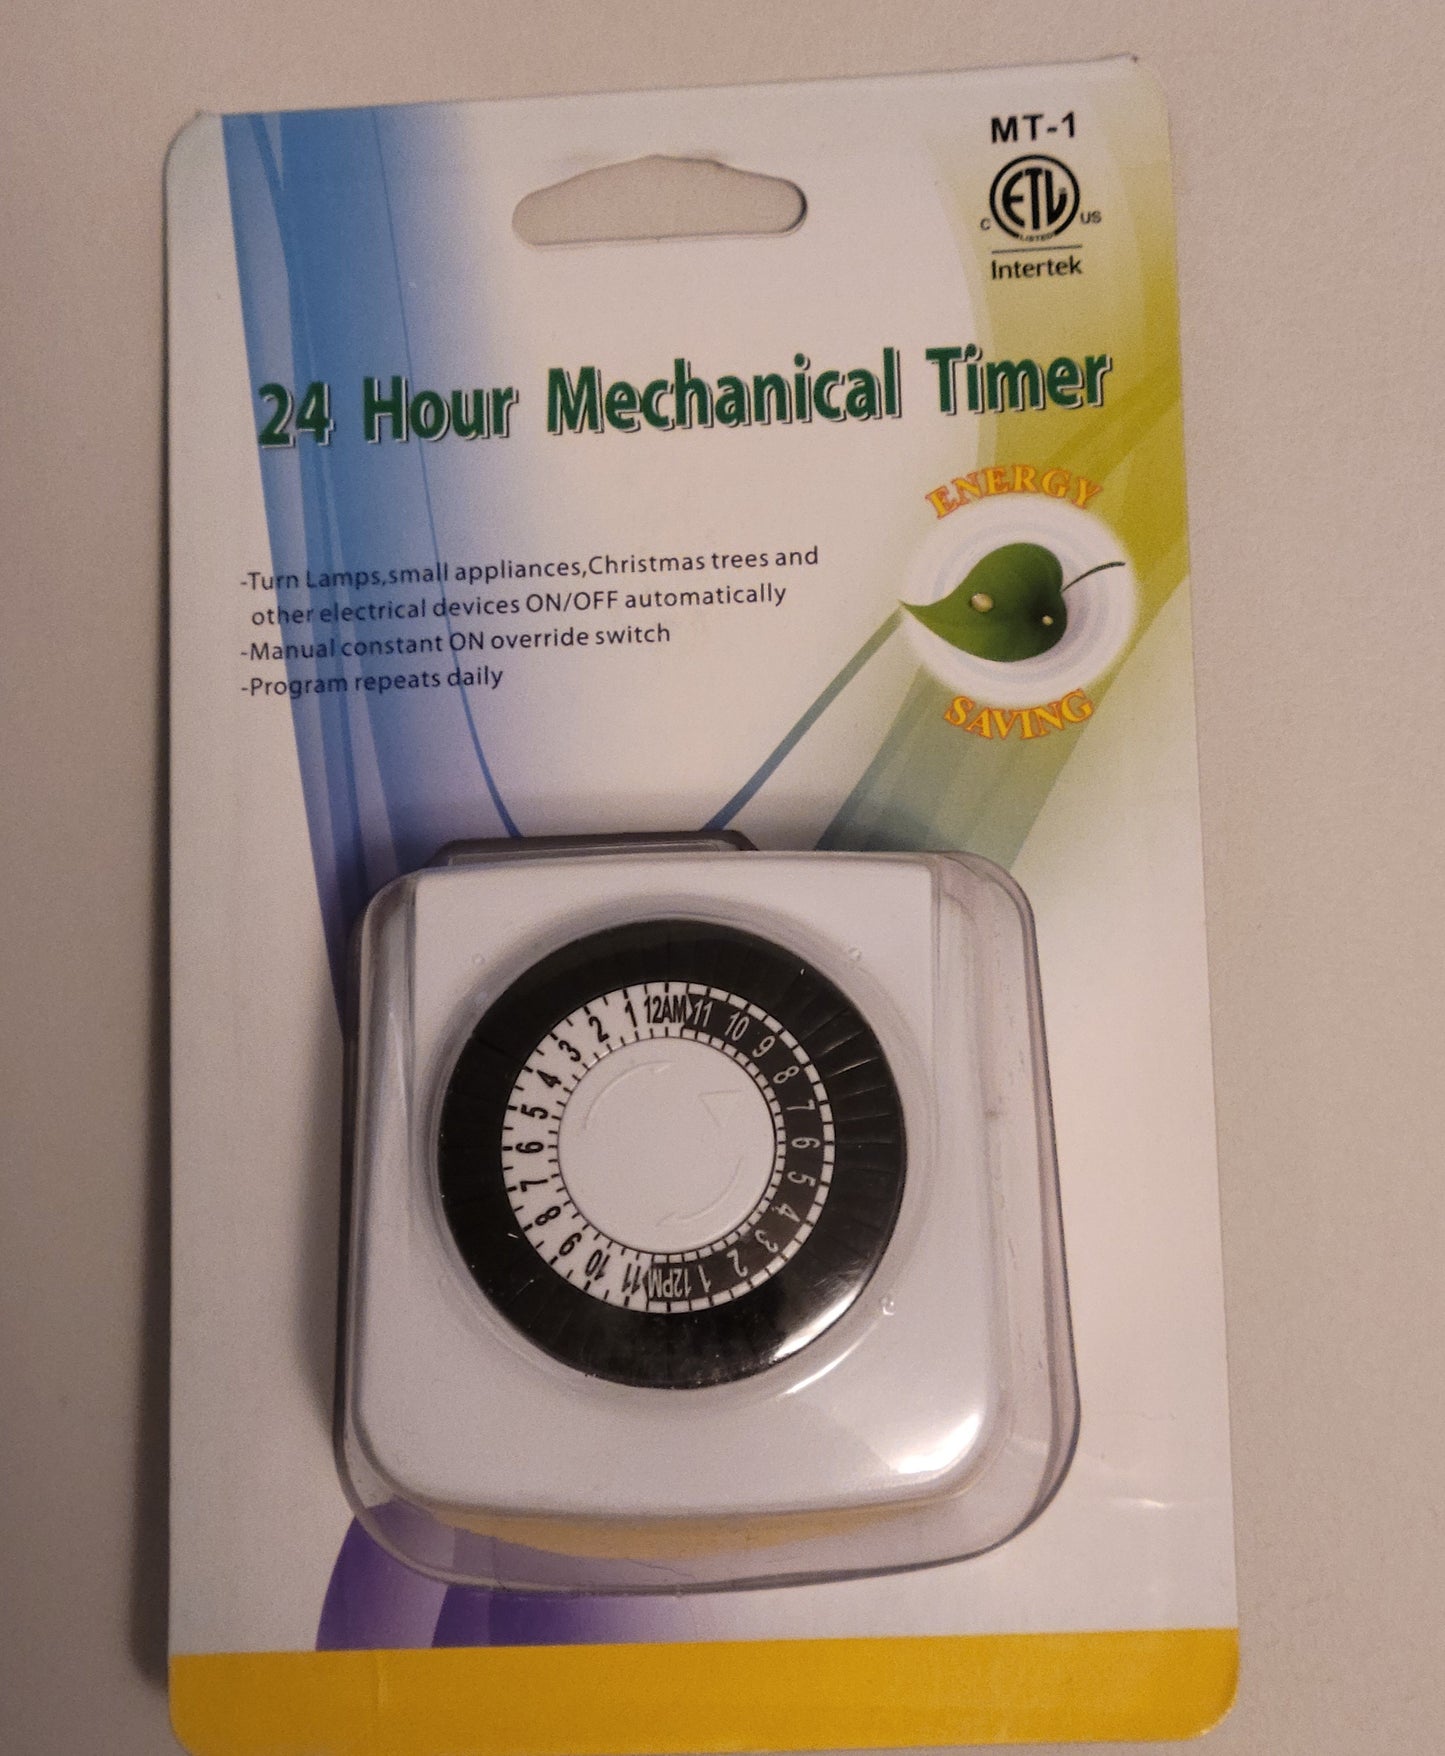 MT-1
ETL
C US
LISTED
Intertek
24 Hour Mechanical Timer
ENERGY
SAVING
-Turn Lamps,small appliances,Christmas trees and
other electrical devices ON/OFF automatically
-Manual constant ON override switch
-Program repeats daily
12AM 11 10 9 8 7 6 5 4 3 2 1 12PM 11 10 9 8 7 6 5 4 3 2 1